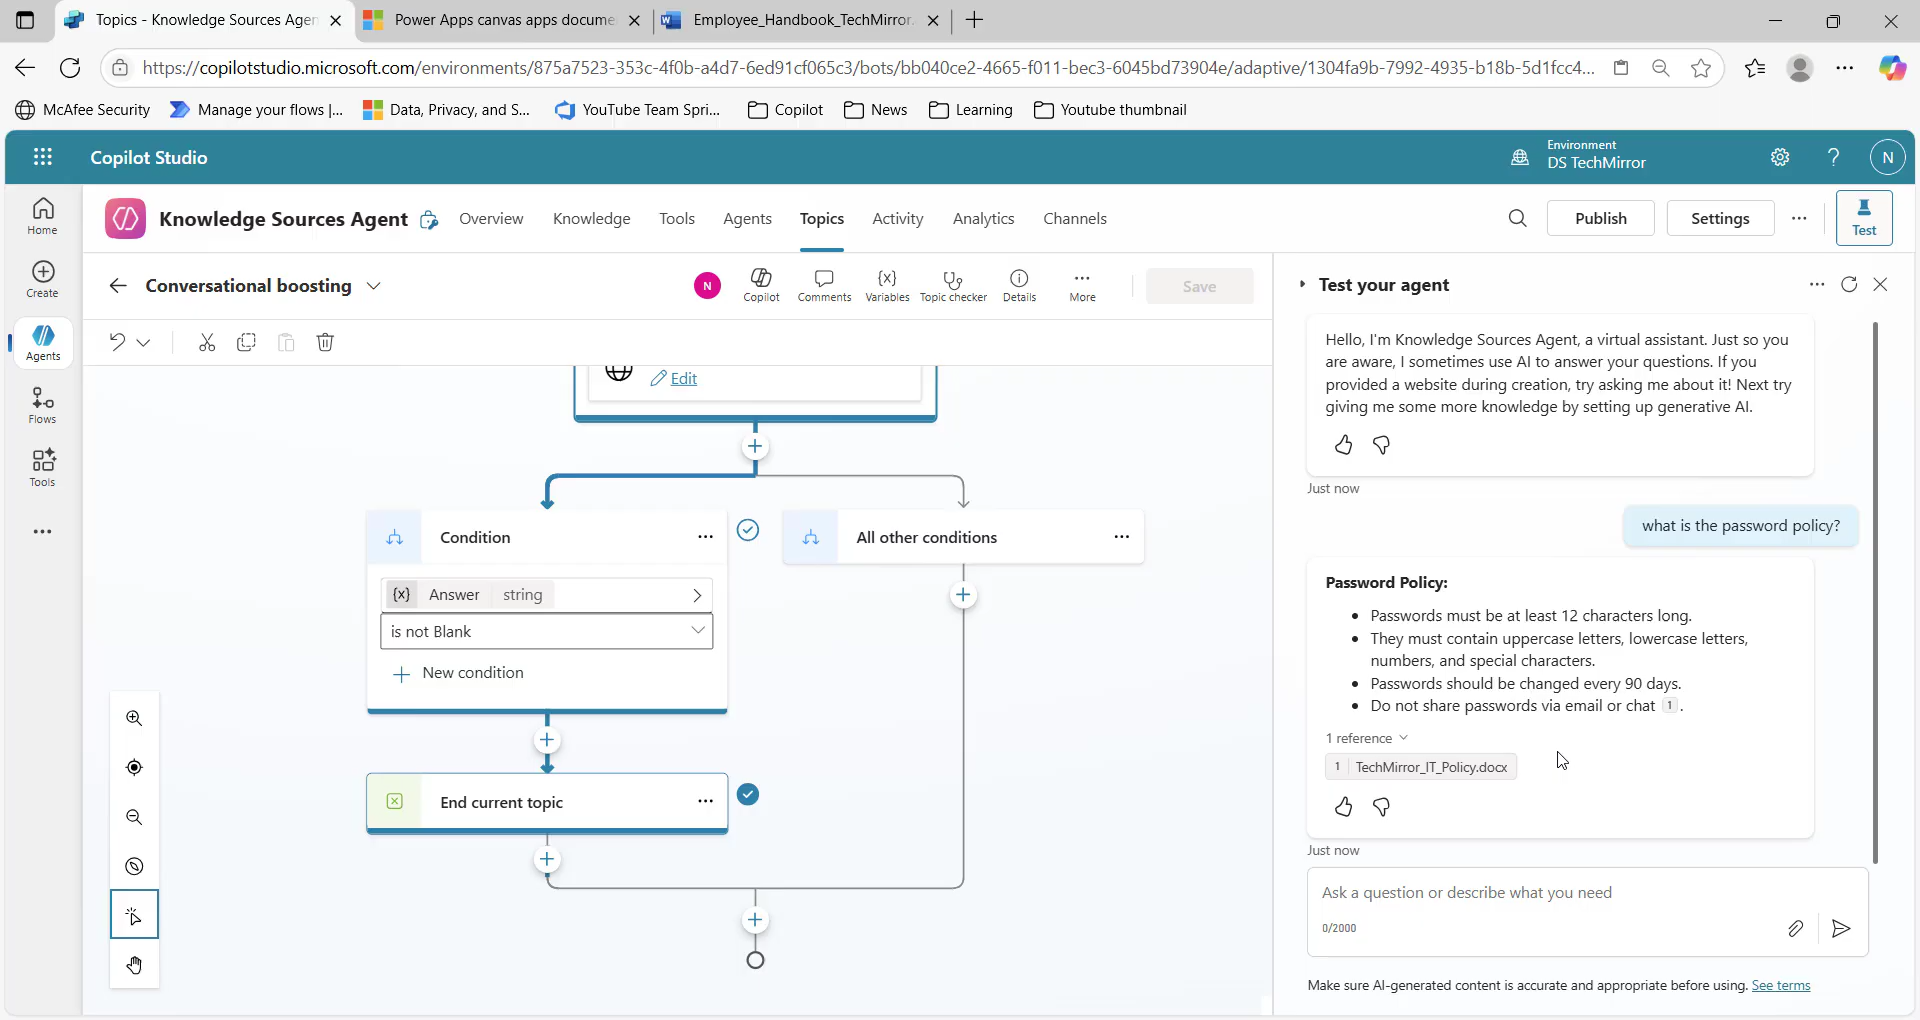 Topics - Knowledge Sources Agen
Power Apps canvas apps docume
Employee_Handbook_TechMirror.
https://copilotstudio.microsoft.com/environments/875a7523-353c-4f0b-a4d7-6ed91cf065c3/bots/bb040ce2-4665-f011-bec3-6045bd73904e/adaptive/1304fa9b-7992-4935-b18b-5d1fcc4...
McAfee Security
Manage your flows |...
Data, Privacy, and S...
YouTube Team Spri...
Copilot
News
Learning
Youtube thumbnail
Copilot Studio
Environment
DS TechMirror
N
Home
Create
Agents
Flows
Tools
Knowledge Sources Agent
Overview
Knowledge
Tools
Agents
Topics
Activity
Analytics
Channels
Publish
Settings
Test
Conversational boosting
N
Copilot
Comments
Variables
Topic checker
Details
More
Save
Edit
Condition
All other conditions
{x} Answer string
is not Blank
New condition
End current topic
Test your agent
Hello, I'm Knowledge Sources Agent, a virtual assistant. Just so you
are aware, I sometimes use AI to answer your questions. If you
provided a website during creation, try asking me about it! Next try
giving me some more knowledge by setting up generative AI.
Just now
what is the password policy?
Password Policy:
• Passwords must be at least 12 characters long.
• They must contain uppercase letters, lowercase letters,
numbers, and special characters.
• Passwords should be changed every 90 days.
• Do not share passwords via email or chat 1 .
1 reference
1 TechMirror_IT_Policy.docx
Just now
Ask a question or describe what you need
0/2000
Make sure AI-generated content is accurate and appropriate before using. See terms